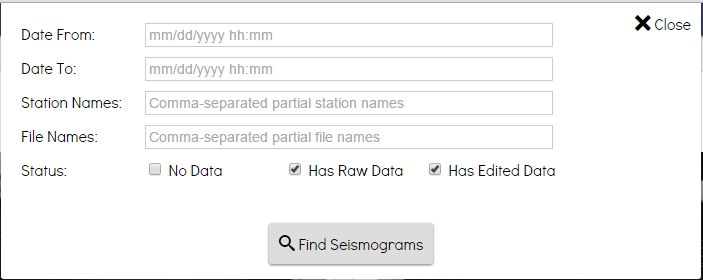 Close
Date From: mm/dd/yyyy hh:mm
Date To: mm/dd/yyyy hh:mm
Station Names: Comma-separated partial station names
File Names: Comma-separated partial file names
Status: No Data Has Raw Data Has Edited Data
Find Seismograms